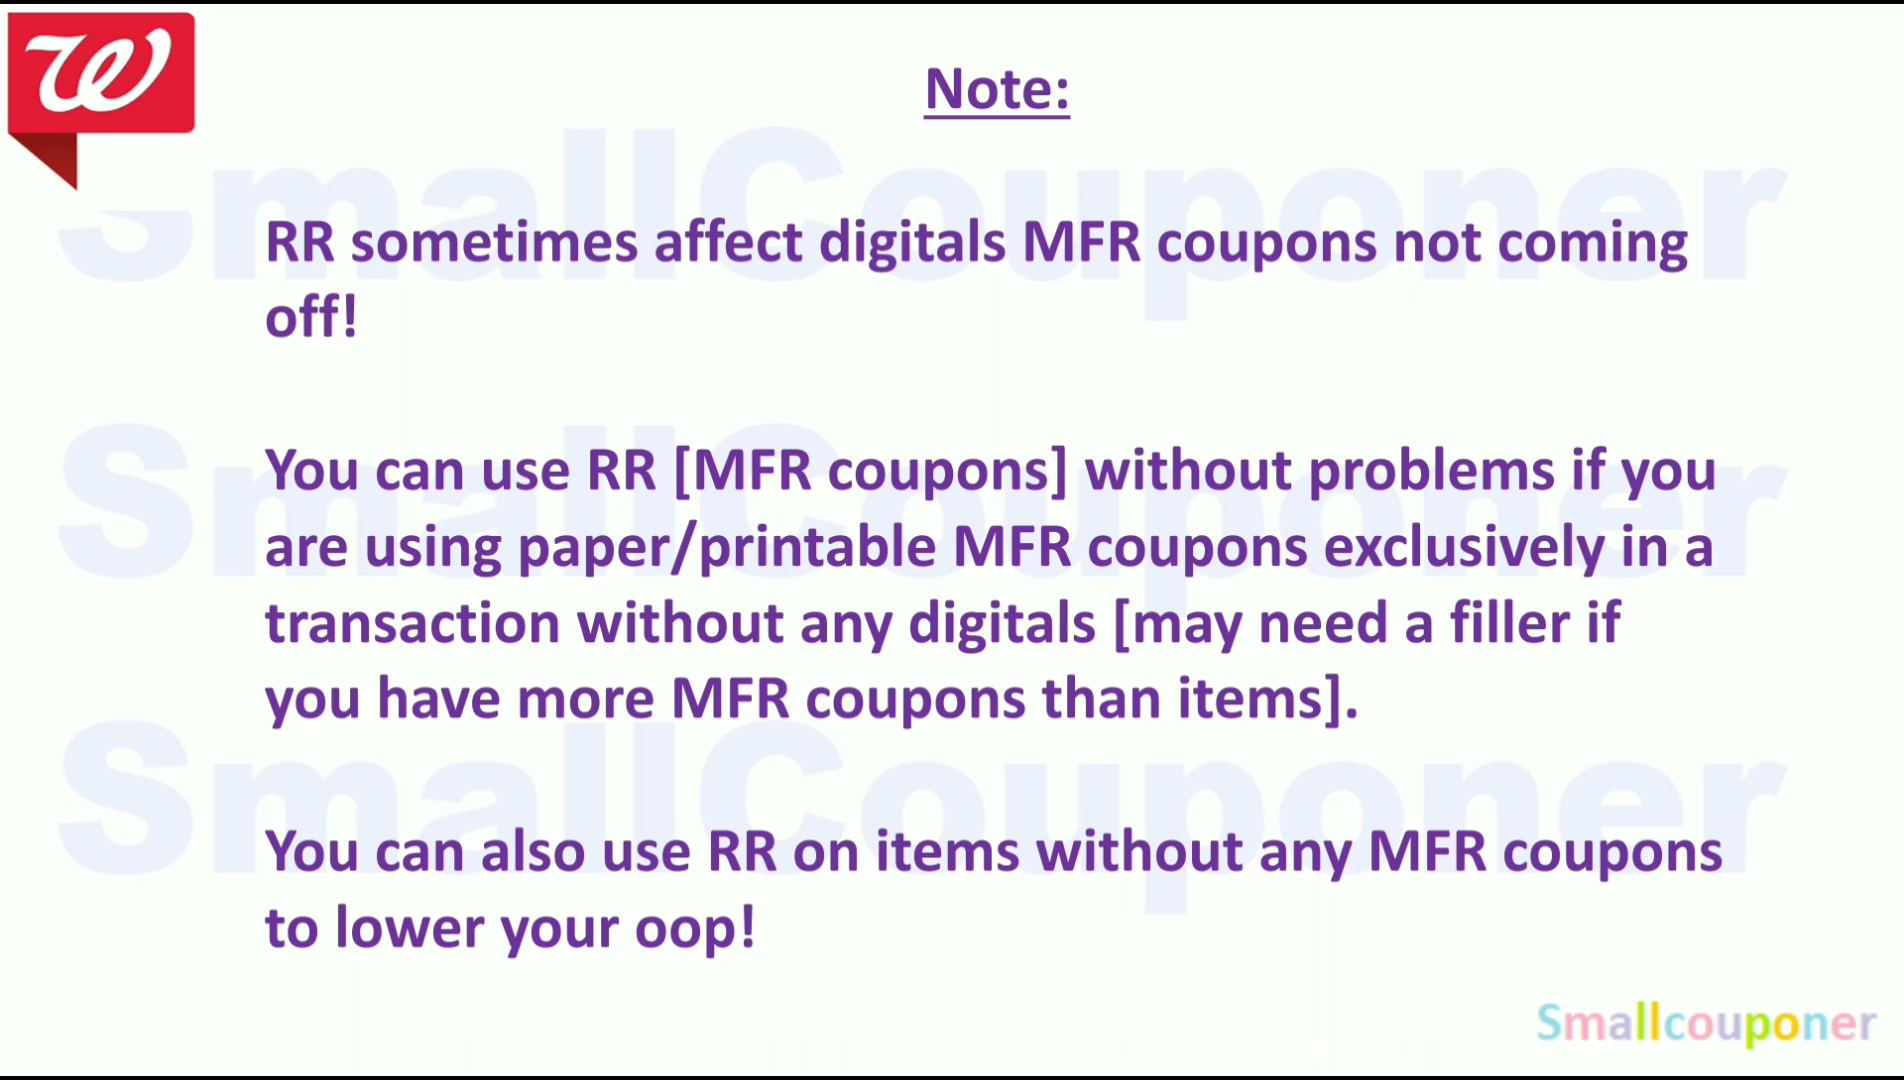 Note:
RR sometimes affect digitals MFR coupons not coming
off!
You can use RR [MFR coupons] without problems if you
are using paper/printable MFR coupons exclusively in a
transaction without any digitals [may need a filler if
you have more MFR coupons than items].
You can also use RR on items without any MFR coupons
to lower your oop!
SmallCouponer
SmallCouponer
SmallCouponer
Smallcouponer
W